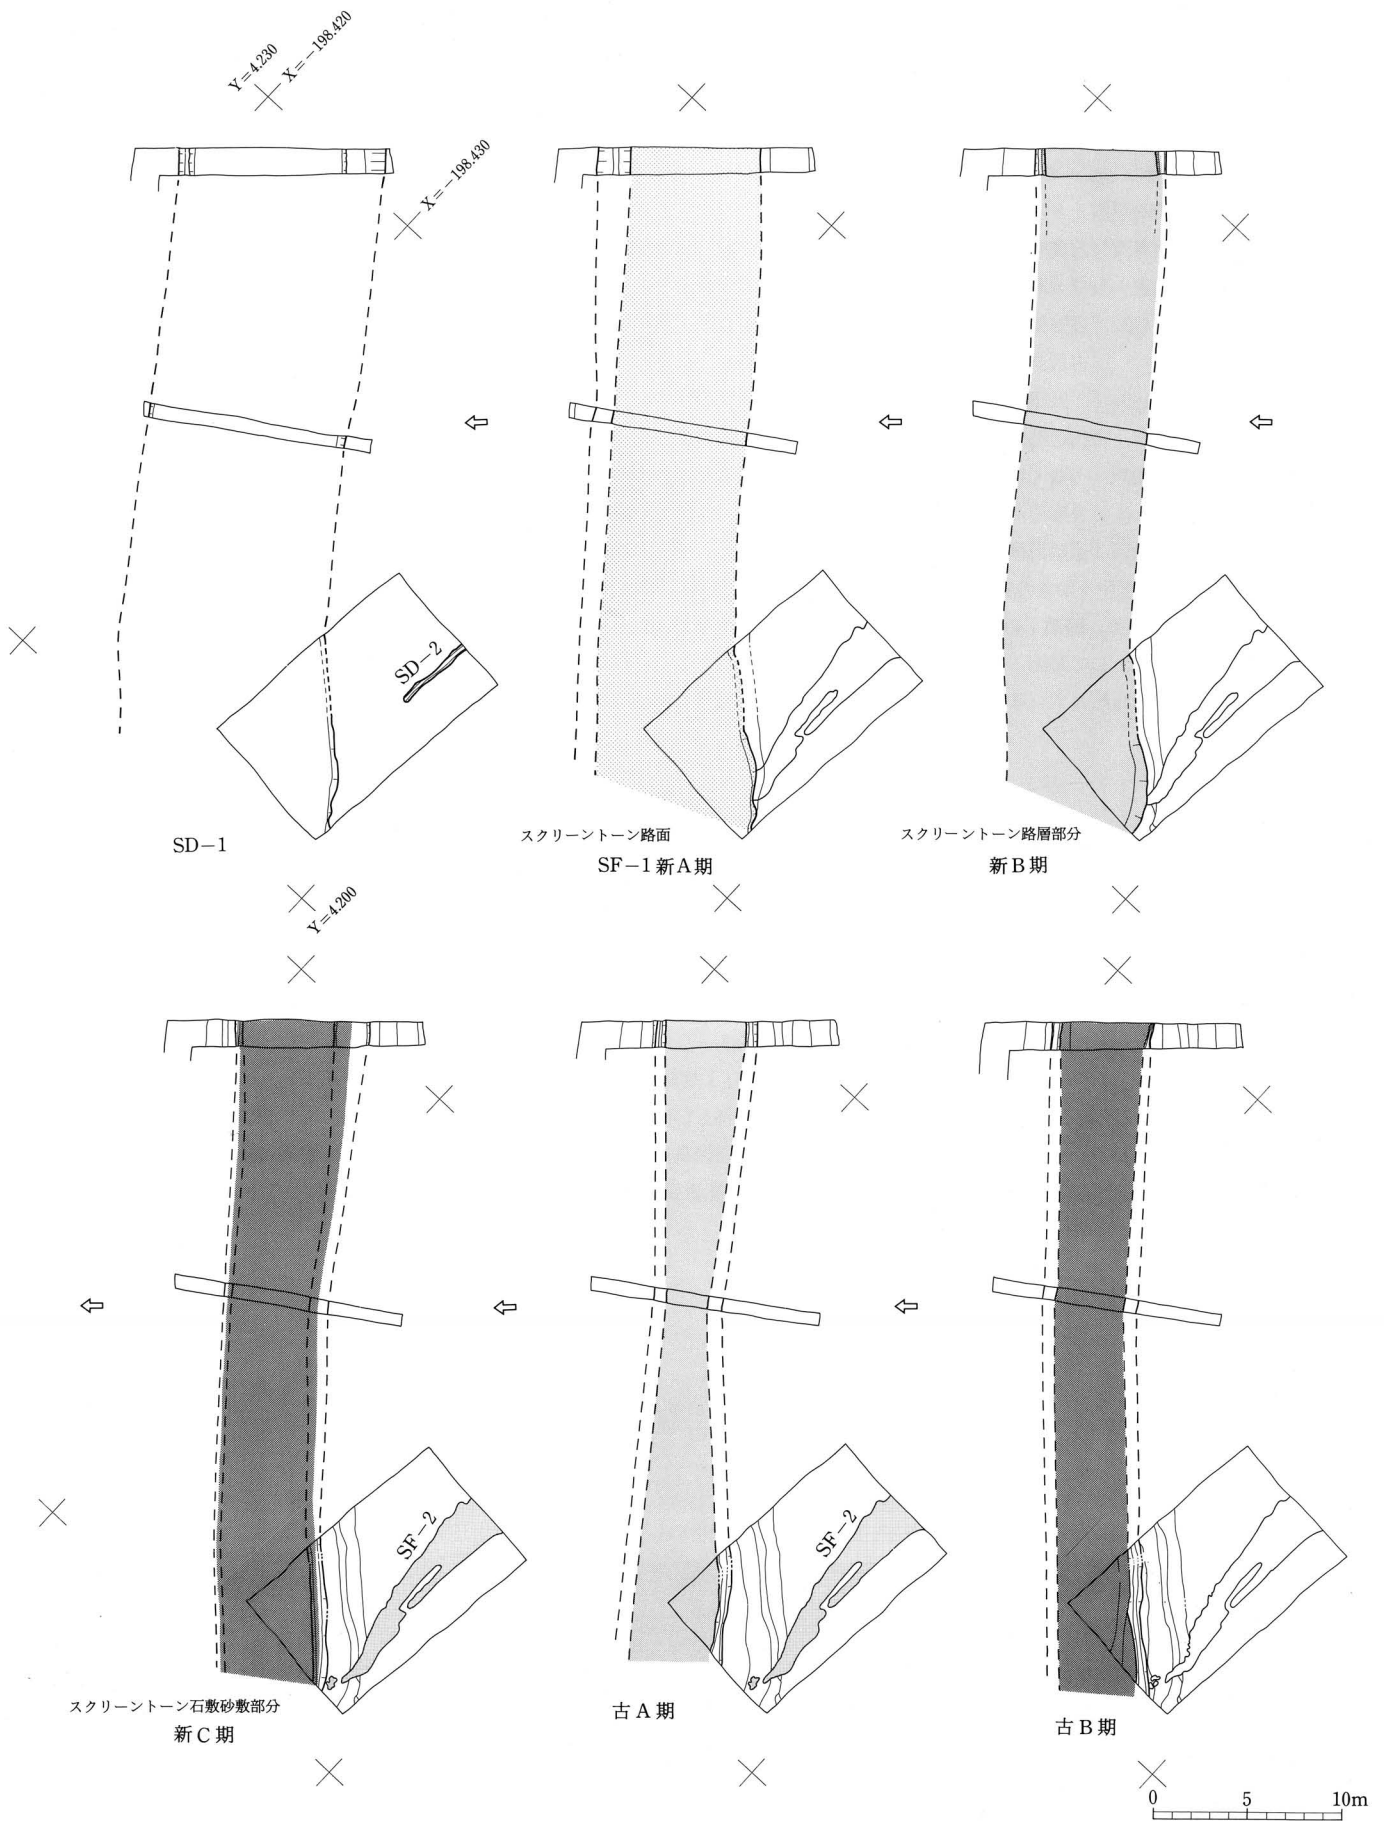 Y=4.230
X=−198.420
X=−198.430
SD−2
SD−1
スクリーントーン路面
SF−1新A期
スクリーントーン路層部分
新B期
Y=4.200
SF−2
SF−2
スクリーントーン石敷砂敷部分
新C期
古A期
古B期
0 5 10m